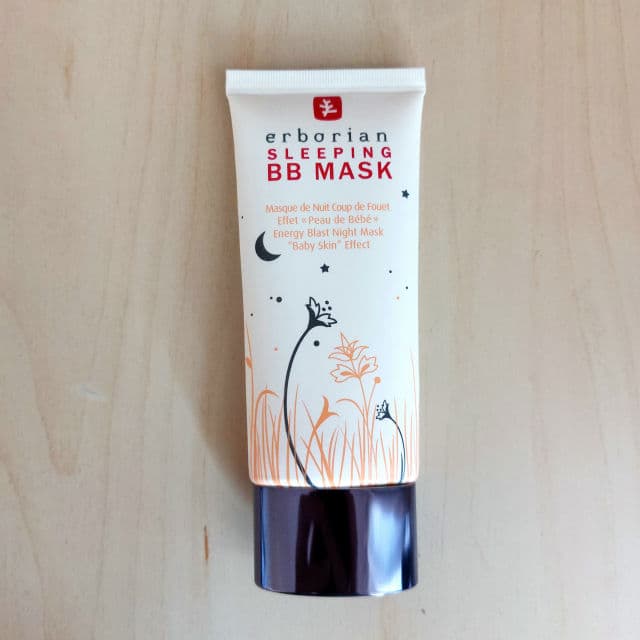 erborian
SLEEPING
BB MASK
Masque de Nuit Coup de Fouet
Effet « Peau de Bébé »
Energy Blast Night Mask
"Baby Skin" Effect